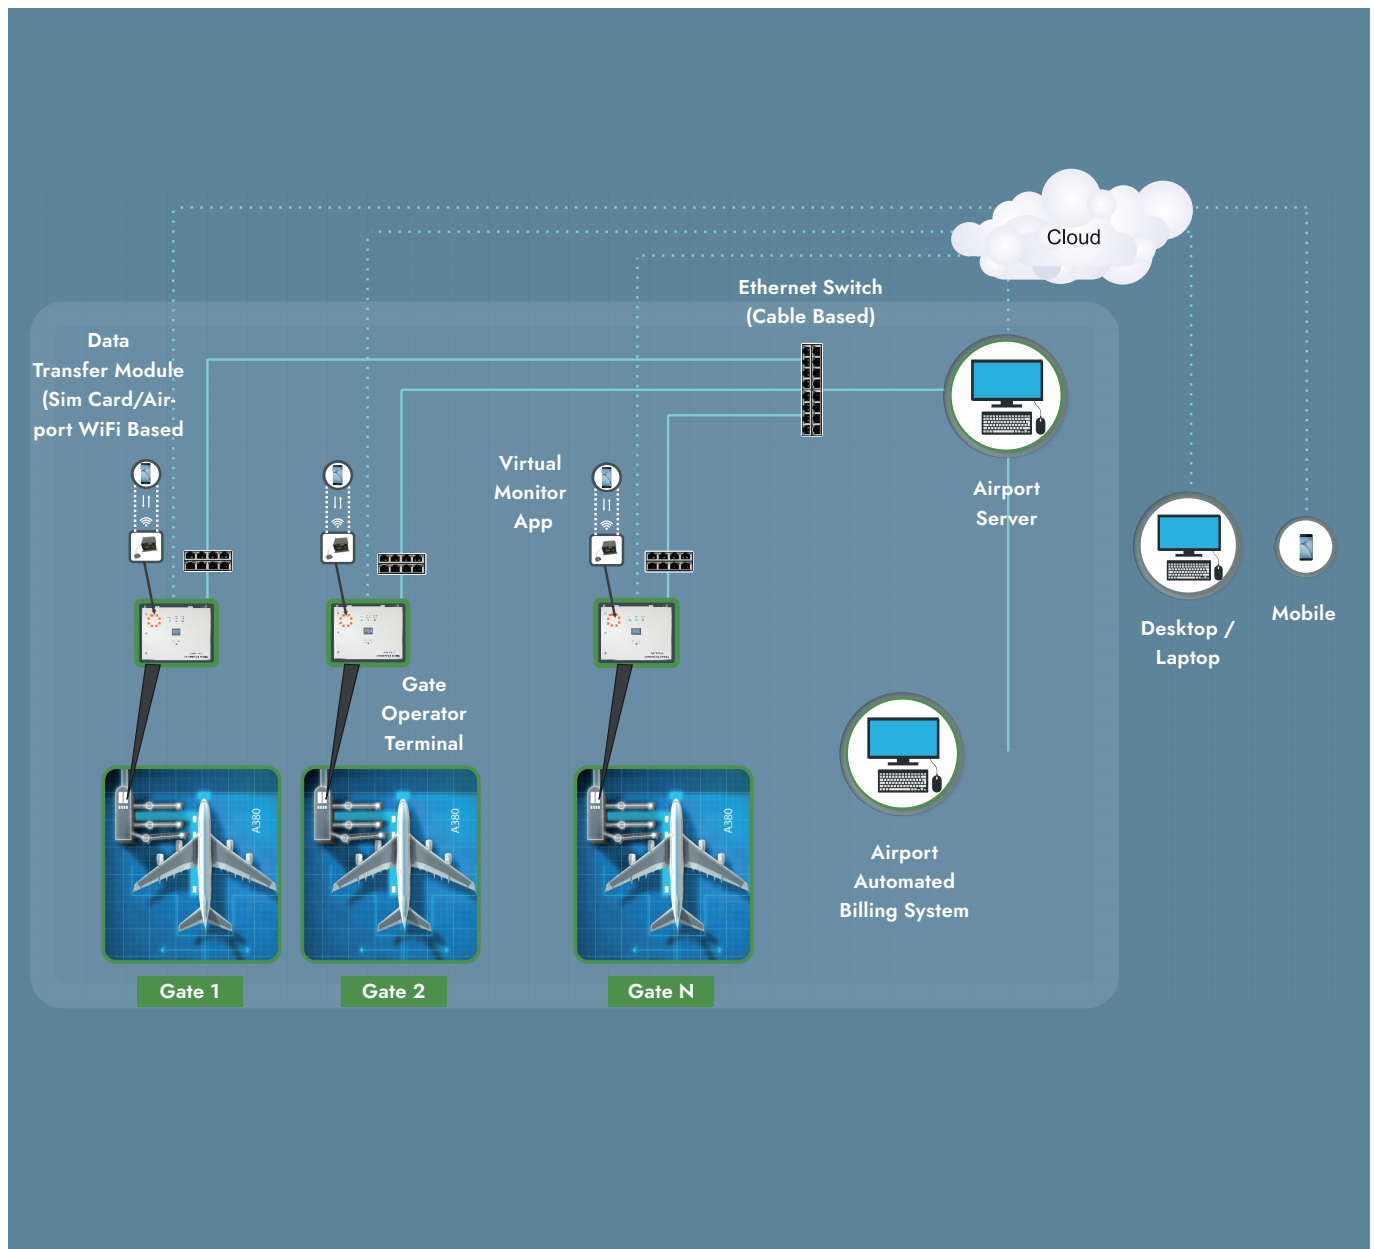 Cloud
Ethernet Switch
(Cable Based)
Data
Transfer Module
(Sim Card/Air-
port WiFi Based
Virtual
Monitor
App
Airport
Server
Desktop /
Laptop
Mobile
Gate
Operator
Terminal
A380
A380
A380
Airport
Automated
Billing System
Gate 1
Gate 2
Gate N